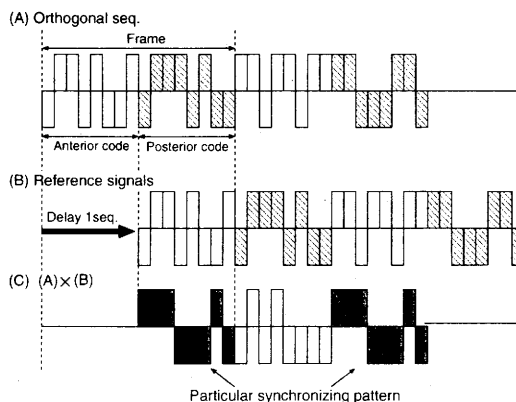 (A) Orthogonal seq.
Frame
Anterior code
Posterior code
(B) Reference signals
Delay 1seq.
(C) (A)×(B)
Particular synchronizing pattern